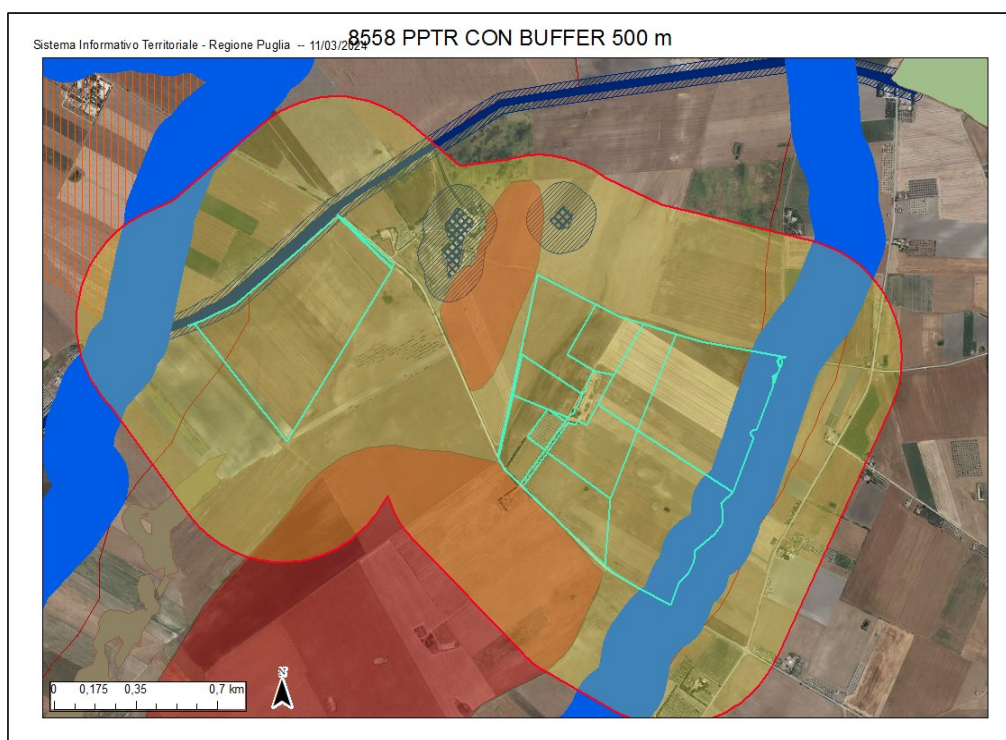 8558 PPTR CON BUFFER 500 m
Sistema Informativo Territoriale - Regione Puglia -- 11/03/2024
0 0,175 0,35 0,7 km
N